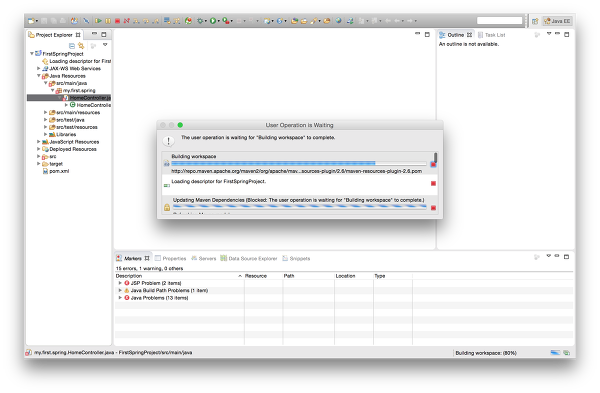 Java EE
Project Explorer
Outline
Task List
An outline is not available.
FirstSpringProject
Loading descriptor for First
JAX-WS Web Services
Java Resources
src/main/java
my.first.spring
HomeController.ja
HomeControlle
src/main/resources
src/test/java
src/test/resources
Libraries
JavaScript Resources
Deployed Resources
src
target
pom.xml
User Operation is Waiting
The user operation is waiting for "Building workspace" to complete.
Building workspace
http://repo.maven.apache.org/maven2/org/apache/mav...sources-plugin/2.6/maven-resources-plugin-2.6.pom
Loading descriptor for FirstSpringProject.
Updating Maven Dependencies (Blocked: The user operation is waiting for "Building workspace" to complete.)
Markers
Properties
Servers
Data Source Explorer
Snippets
15 errors, 1 warning, 0 others
Description
Resource
Path
Location
Type
JSP Problem (2 items)
Java Build Path Problems (1 item)
Java Problems (13 items)
my.first.spring.HomeController.java - FirstSpringProject/src/main/java
Building workspace: (80%)